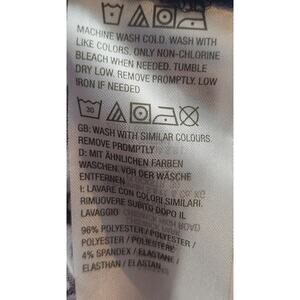 MACHINE WASH COLD. WASH WITH
LIKE COLORS. ONLY NON-CHLORINE
BLEACH WHEN NEEDED. TUMBLE
DRY LOW. REMOVE PROMPTLY. LOW
IRON IF NEEDED
30
GB: WASH WITH SIMILAR COLOURS.
REMOVE PROMPTLY
D: MIT ÄHNLICHEN FARBEN
WASCHEN. VOR DER WÄSCHE
ENTFERNEN
I: LAVARE CON COLORI SIMILARI.
RIMUOVERE SUBITO DOPO IL
LAVAGGIO
96% POLYESTER / POLYESTER /
POLYESTER / POLIESTERE
4% SPANDEX / ELASTANE /
ELASTHAN / ELASTAN